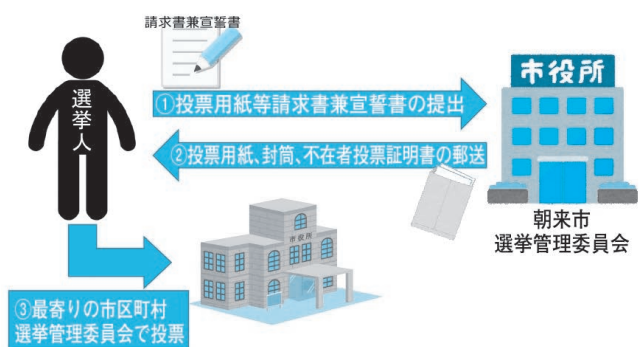 請求書兼宣誓書
選挙人
市役所
①投票用紙等請求書兼宣誓書の提出
②投票用紙、封筒、不在者投票証明書の郵送
朝来市
選挙管理委員会
市役所
③最寄りの市区町村
選挙管理委員会で投票